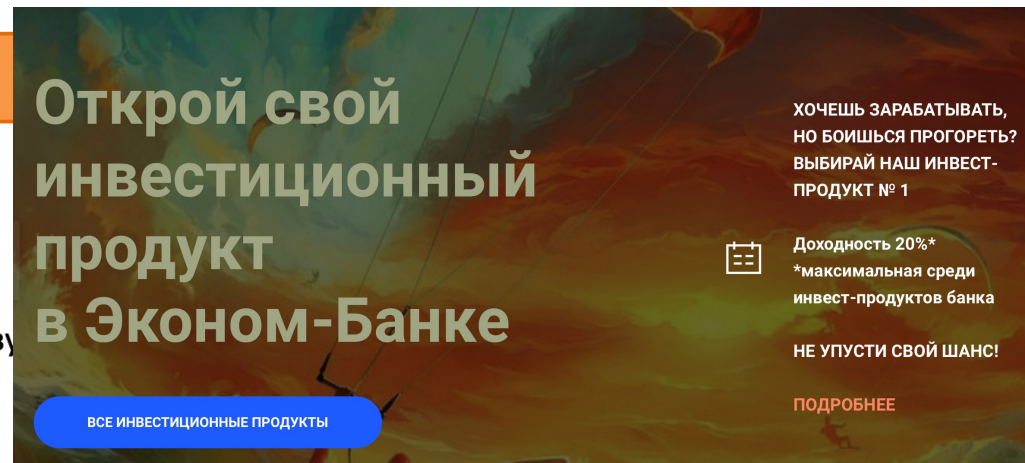 Открой свой
инвестиционный
продукт
в Эконом-Банке
ВСЕ ИНВЕСТИЦИОННЫЕ ПРОДУКТЫ
ХОЧЕШЬ ЗАРАБАТЫВАТЬ,
НО БОИШЬСЯ ПРОГОРЕТЬ?
ВЫБИРАЙ НАШ ИНВЕСТ-
ПРОДУКТ № 1
Доходность 20%*
*максимальная среди
инвест-продуктов банка
НЕ УПУСТИ СВОЙ ШАНС!
ПОДРОБНЕЕ